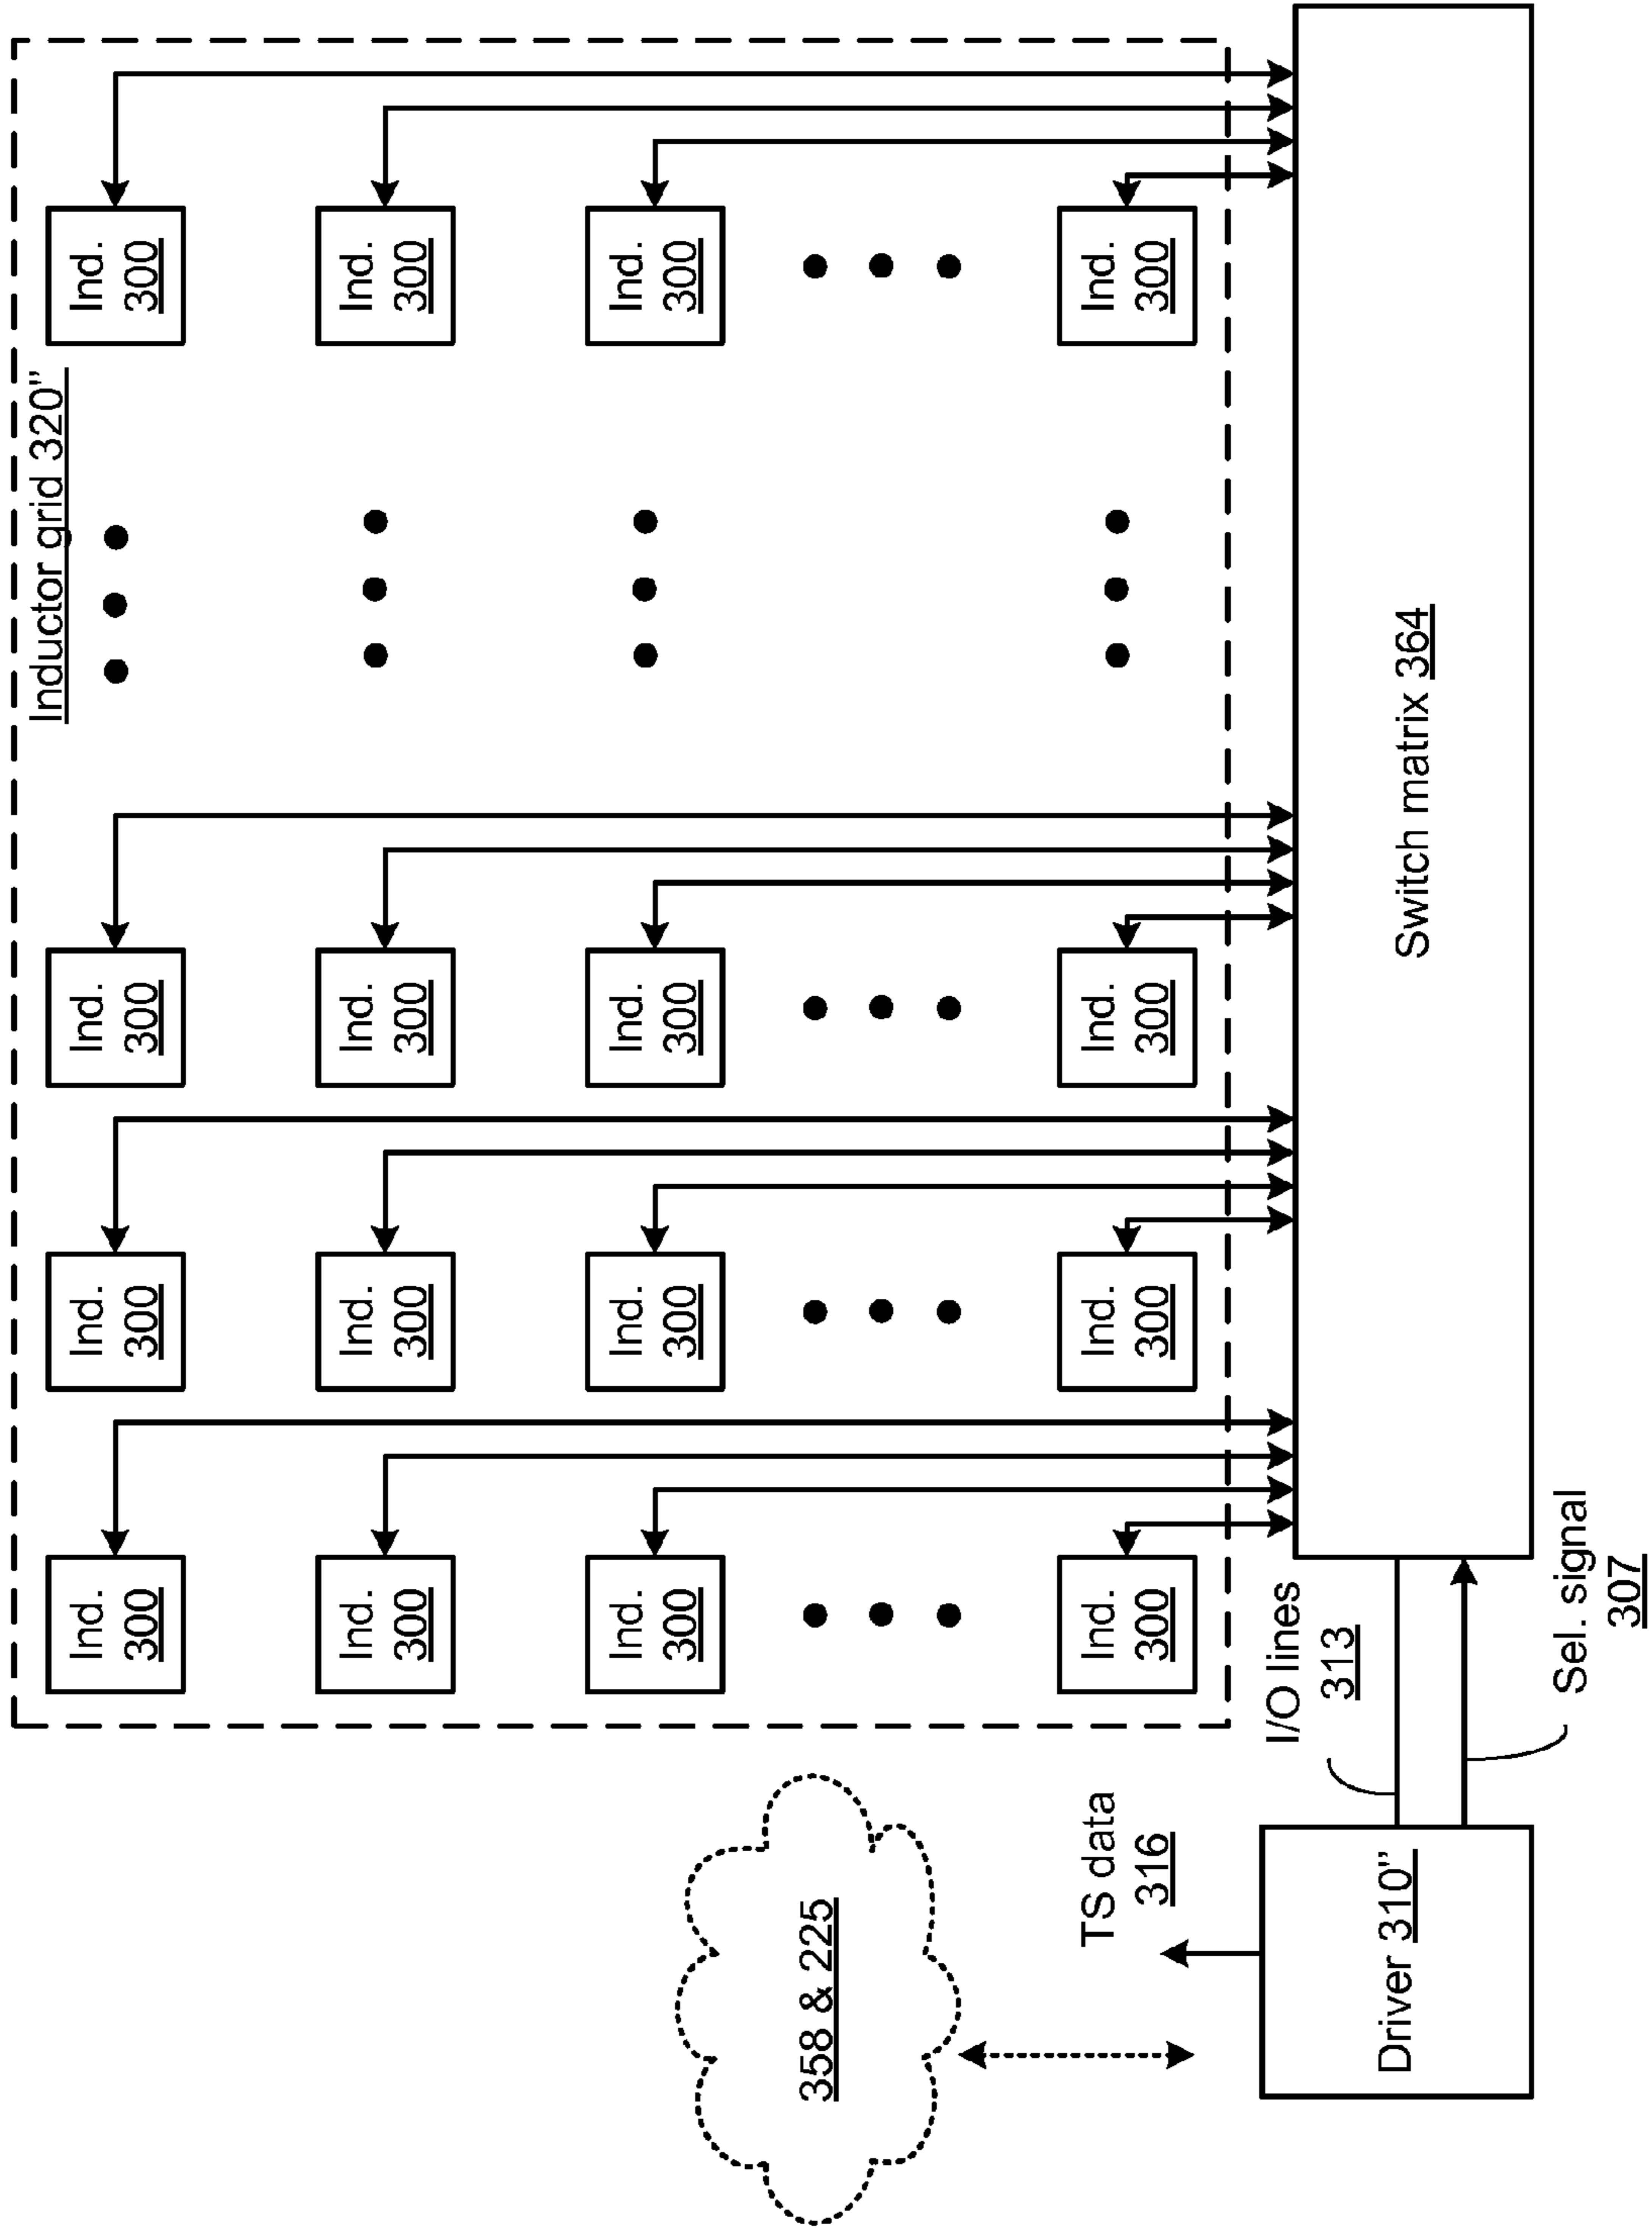 Inductor grid 320"
Ind.
300
Ind.
300
Ind.
300
Ind.
300
Ind.
300
Ind.
300
Ind.
300
Ind.
300
Ind.
300
Ind.
300
Ind.
300
Ind.
300
358 & 225
TS data
316
Ind.
300
Ind.
300
Ind.
300
Ind.
300
I/O lines
313
Driver 310"
Switch matrix 364
Sel. signal
307